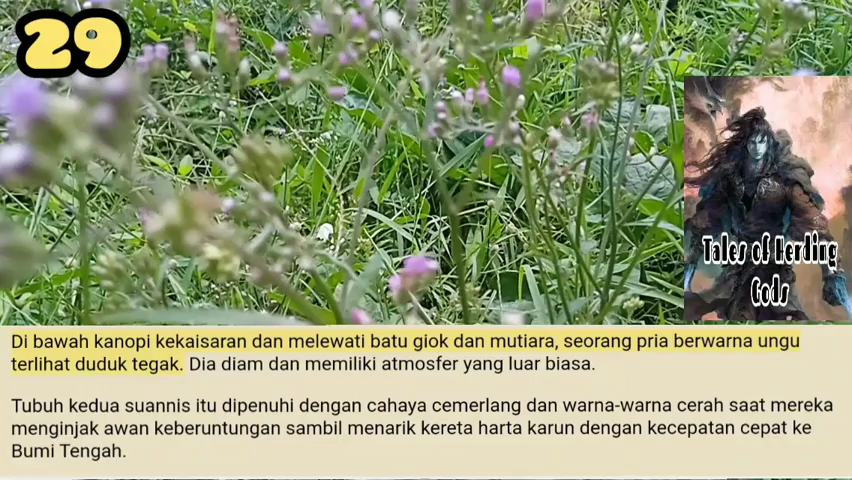 29
Tales of Herding
Gods
Di bawah kanopi kekaisaran dan melewati batu giok dan mutiara, seorang pria berwarna ungu
terlihat duduk tegak. Dia diam dan memiliki atmosfer yang luar biasa.
Tubuh kedua suannis itu dipenuhi dengan cahaya cemerlang dan warna-warna cerah saat mereka
menginjak awan keberuntungan sambil menarik kereta harta karun dengan kecepatan cepat ke
Bumi Tengah.